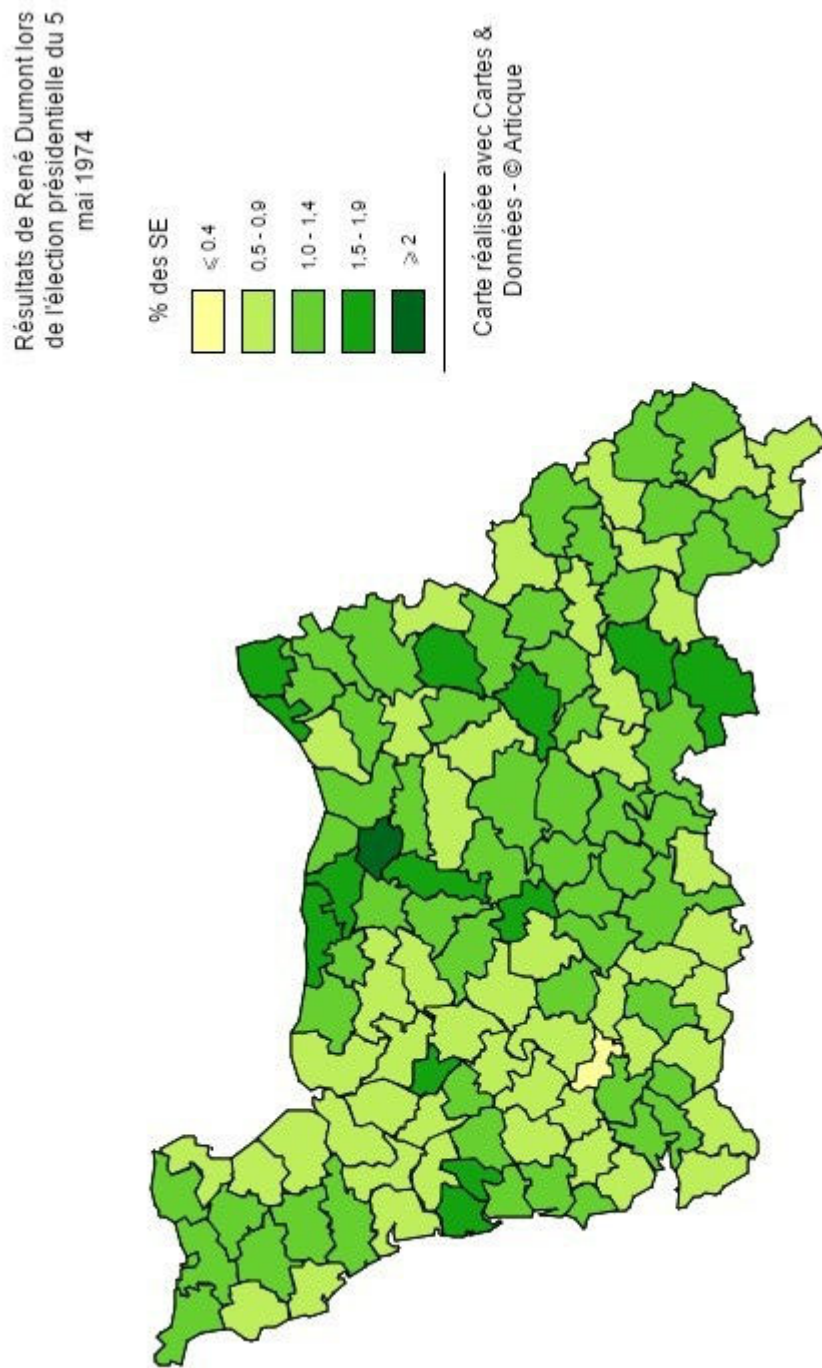 Résultats de René Dumont lors
de l'élection présidentielle du 5
mai 1974
% des SE
⩽ 0.4
0,5 - 0,9
1,0 - 1,4
1,5 - 1,9
⩾ 2
Carte réalisée avec Cartes &
Données - © Articque